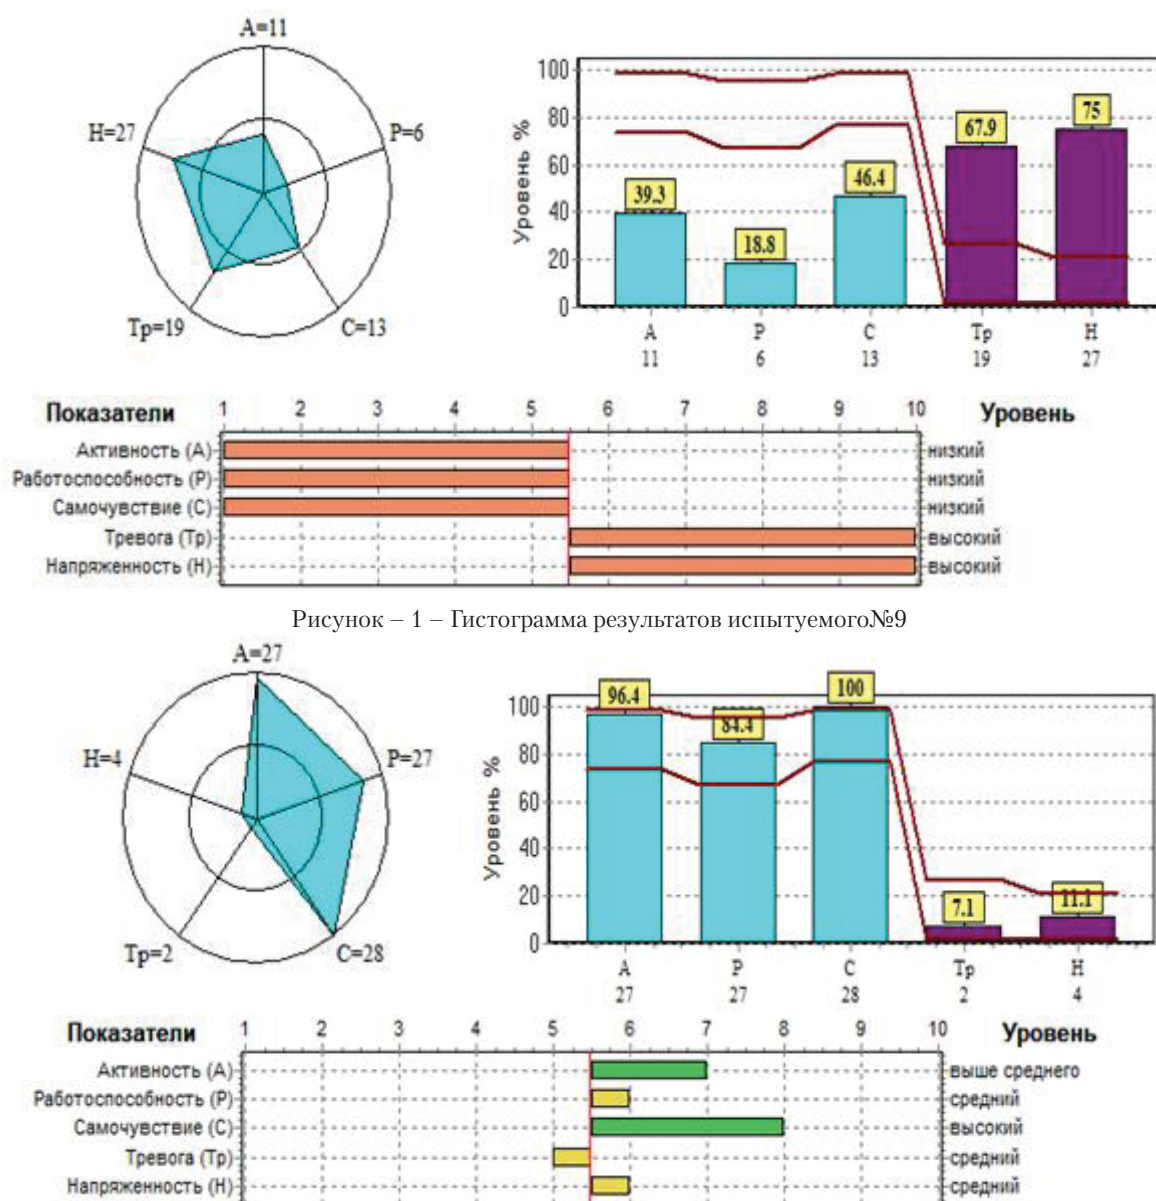 A=11
P=6
C=13
Тр=19
H=27
Уровень %
100
80
60
40
20
0
39.3
18.8
46.4
67.9
75
А Р С Тр Н
11 6 13 19 27
Показатели 1 2 3 4 5 6 7 8 9 10 Уровень
Активность (А) низкий
Работоспособность (Р) низкий
Самочувствие (С) низкий
Тревога (Тр) высокий
Напряженность (Н) высокий
Рисунок – 1 – Гистограмма результатов испытуемого№9
A=27
P=27
C=28
Тр=2
H=4
Уровень %
100
80
60
40
20
0
96.4
84.4
100
7.1
11.1
А Р С Тр Н
27 27 28 2 4
Показатели 1 2 3 4 5 6 7 8 9 10 Уровень
Активность (А) выше среднего
Работоспособность (Р) средний
Самочувствие (С) высокий
Тревога (Тр) средний
Напряженность (Н) средний